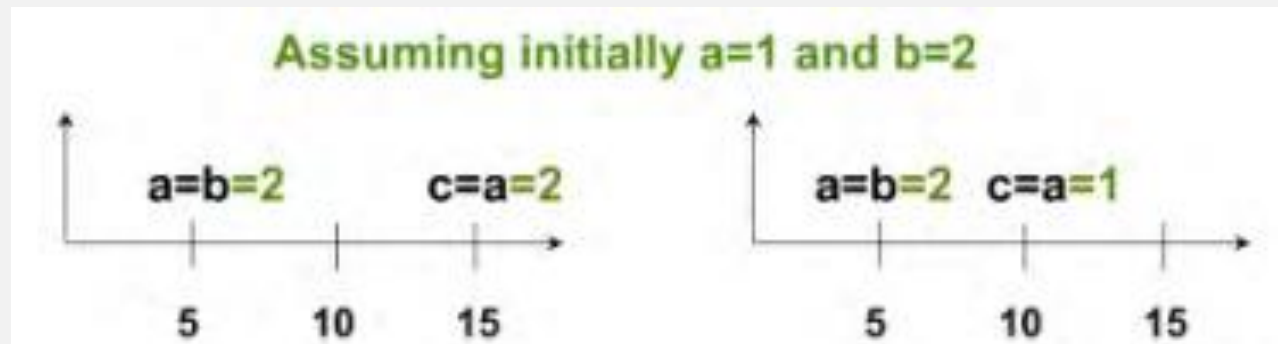 Assuming initially a=1 and b=2
a=b=2 c=a=2
5 10 15
a=b=2 c=a=1
5 10 15